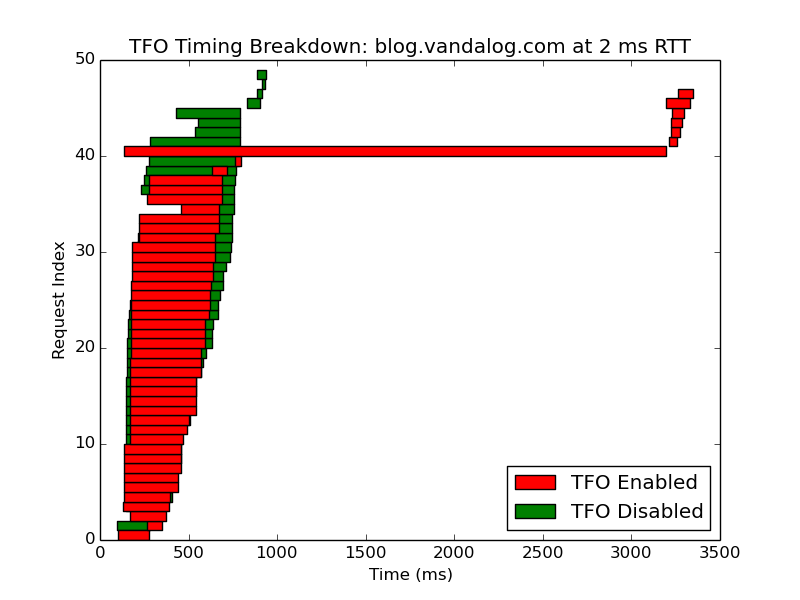 TFO Timing Breakdown: blog.vandalog.com at 2 ms RTT
50
40
30
20
10
0
Request Index
0 500 1000 1500 2000 2500 3000 3500
Time (ms)
TFO Enabled
TFO Disabled